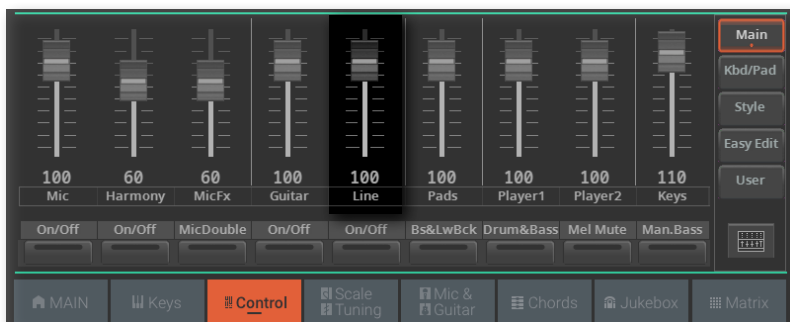 Main
Kbd/Pad
Style
Easy Edit
User
100 60 60 100 100 100 100 100 110
Mic Harmony MicFx Guitar Line Pads Player1 Player2 Keys
On/Off On/Off MicDouble On/Off On/Off Bs&LwBck Drum&Bass Mel Mute Man.Bass
MAIN Keys Control Scale Tuning Mic & Guitar Chords Jukebox Matrix